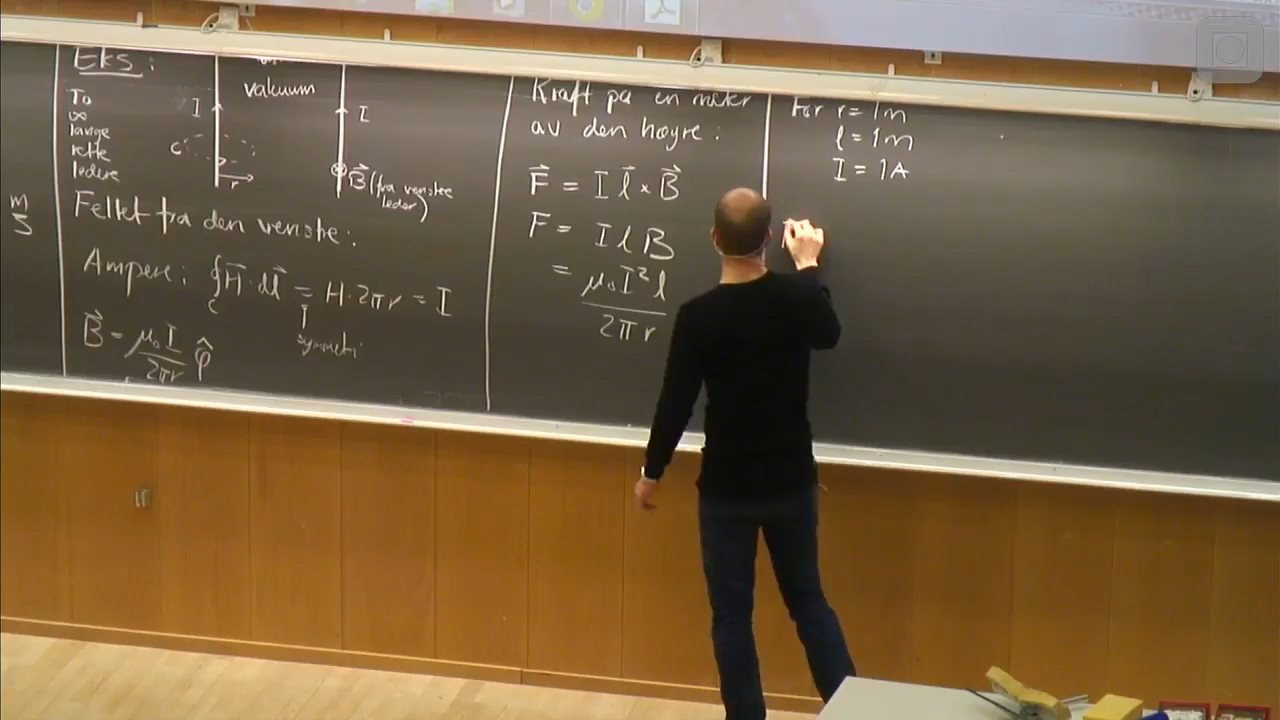 m
s
Eks:
To
∞
lange
rette
ledere
I
vakuum
I
C
r
B⃗ (fra venstre
leder)
Feltet fra den venstre:
Ampere: ∮ H⃗·dl⃗ = H·2πr = I
C
symmetri
B⃗ = μ₀I / 2πr φ̂
Kraft på en meter
av den høyre:
F⃗ = I l⃗ × B⃗
F = I l B
= μ₀I²l / 2πr
For r = 1m
l = 1m
I = 1A